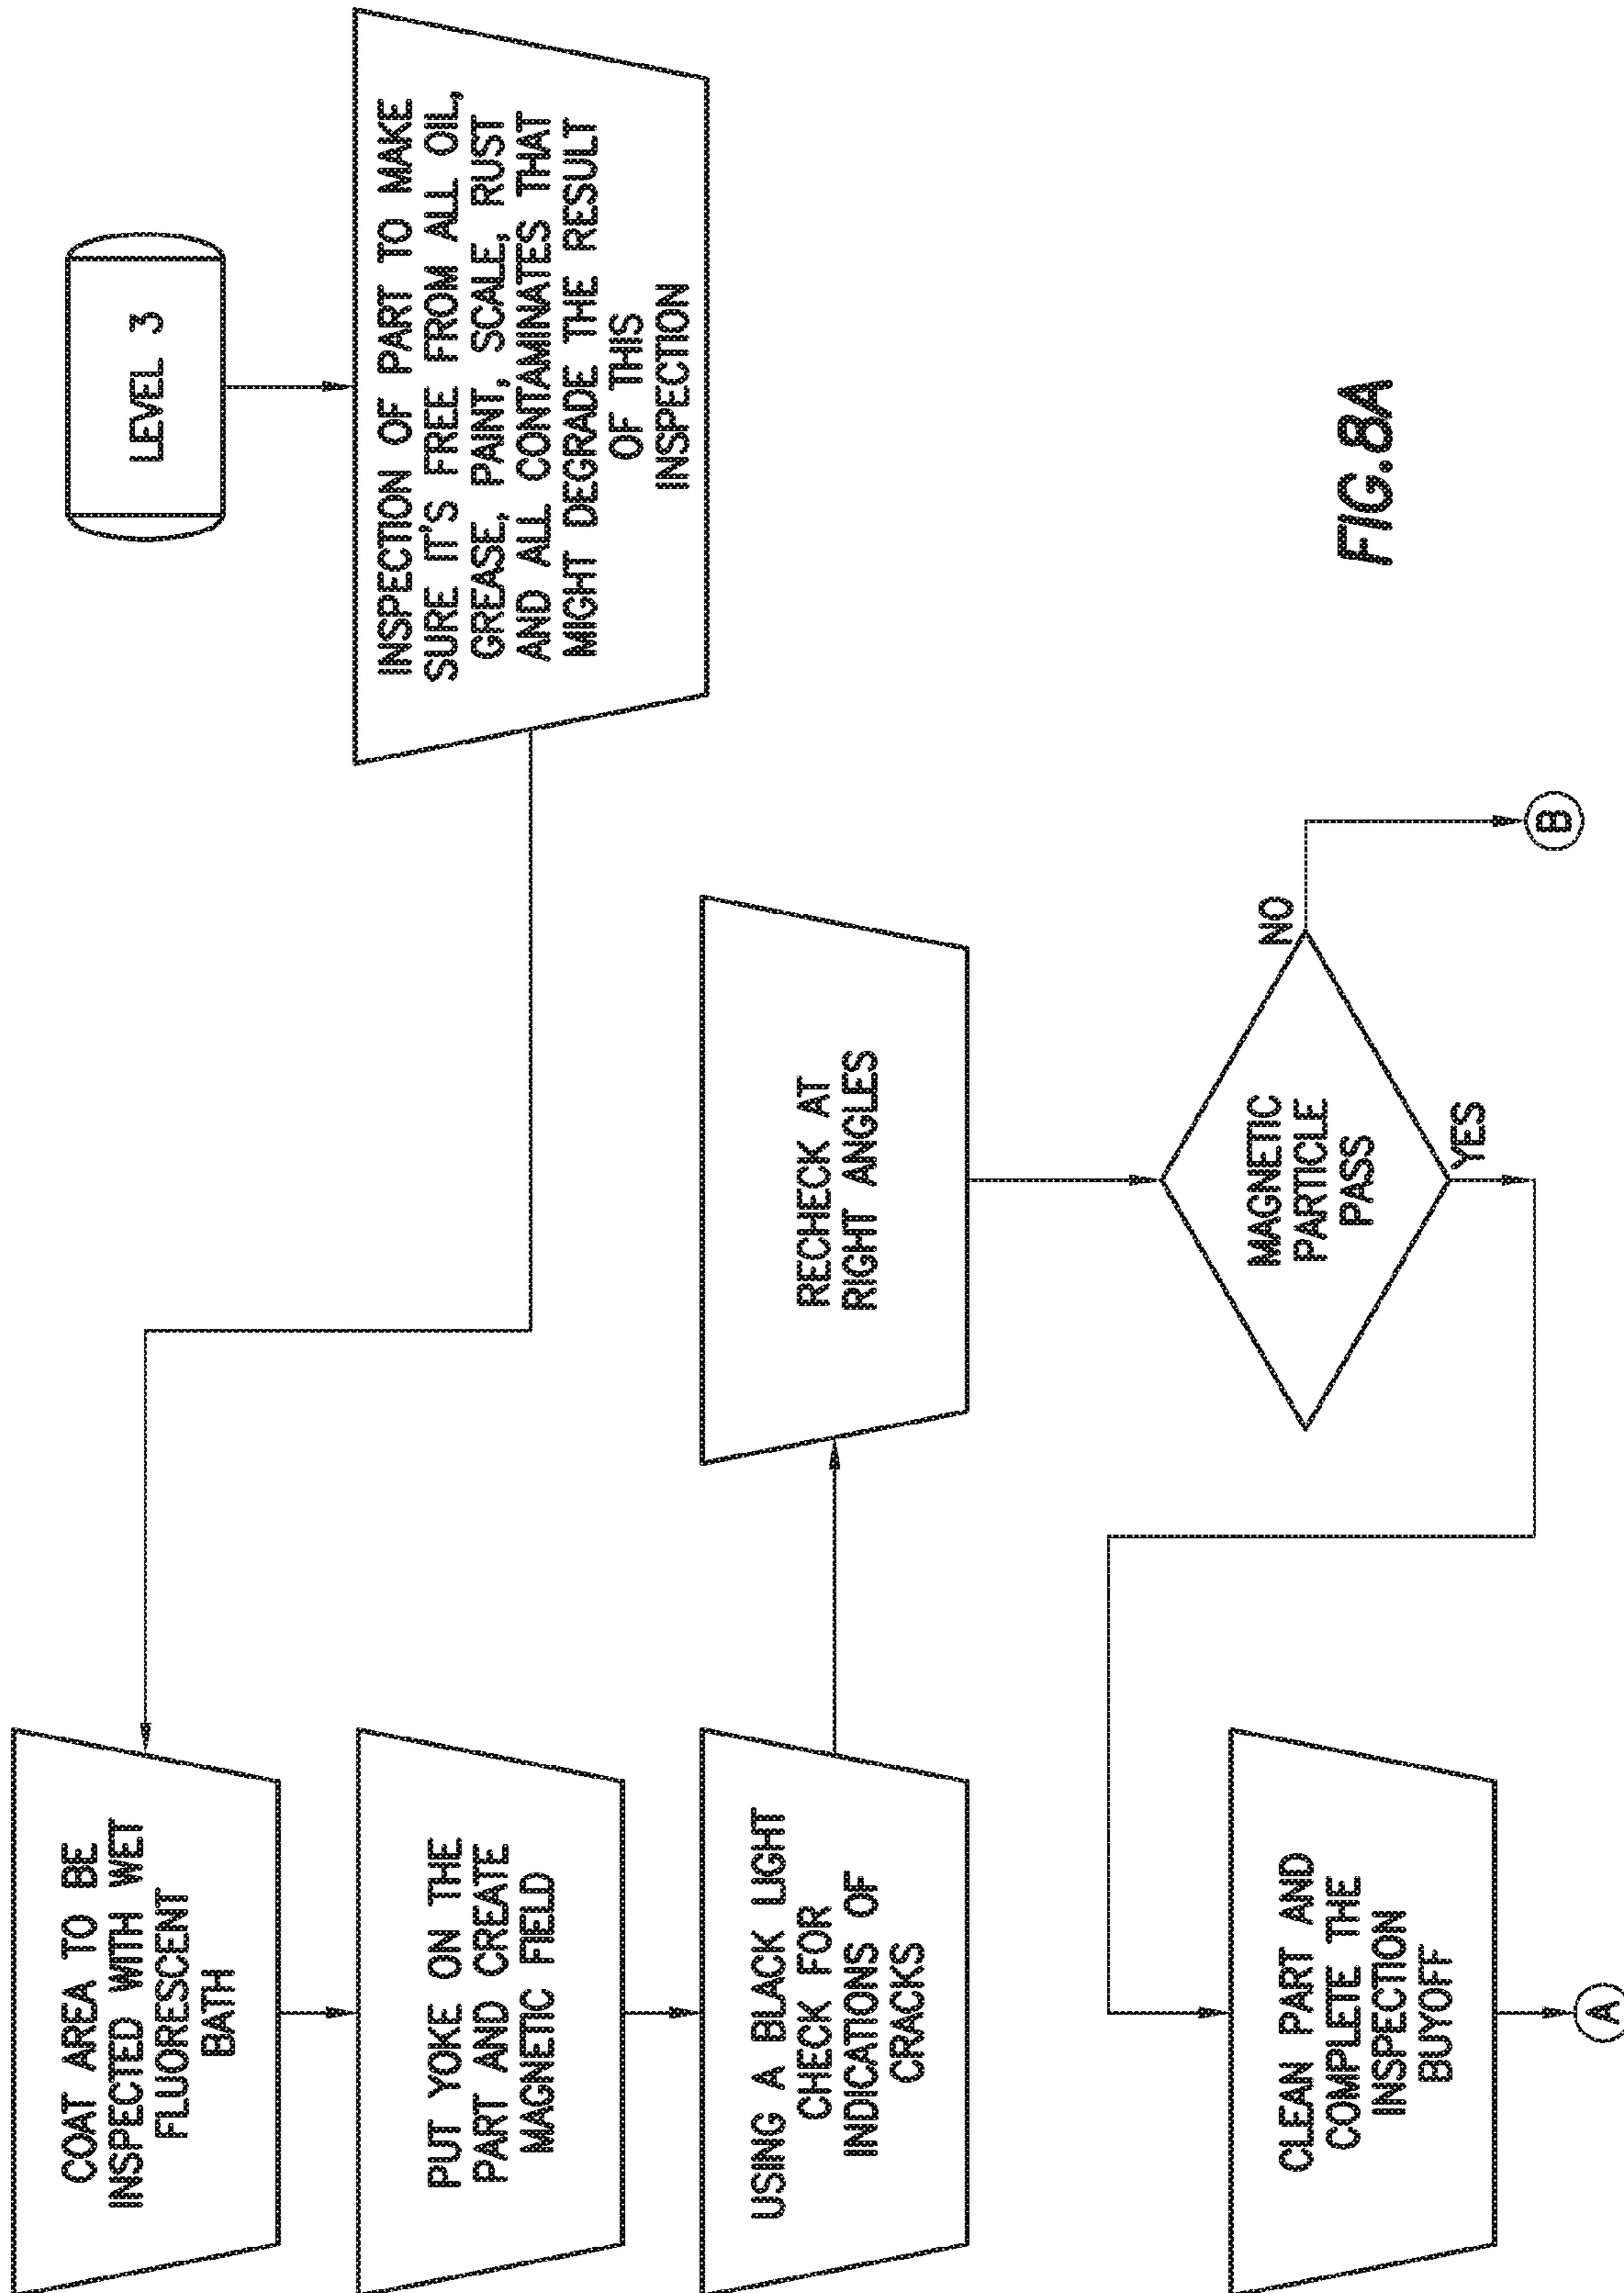 LEVEL 3
INSPECTION OF PART TO MAKE
SURE IT'S FREE FROM ALL OIL,
GREASE, PAINT, SCALE, RUST
AND ALL CONTAMINATES THAT
MIGHT DEGRADE THE RESULT
OF THIS
INSPECTION
COAT AREA TO BE
INSPECTED WITH WET
FLUORESCENT
BATH
PUT YOKE ON THE
PART AND CREATE
MAGNETIC FIELD
USING A BLACK LIGHT
CHECK FOR
INDICATIONS OF
CRACKS
RECHECK AT
RIGHT ANGLES
MAGNETIC
PARTICLE
PASS
NO
B
YES
CLEAN PART AND
COMPLETE THE
INSPECTION
BUYOFF
A
FIG.8A